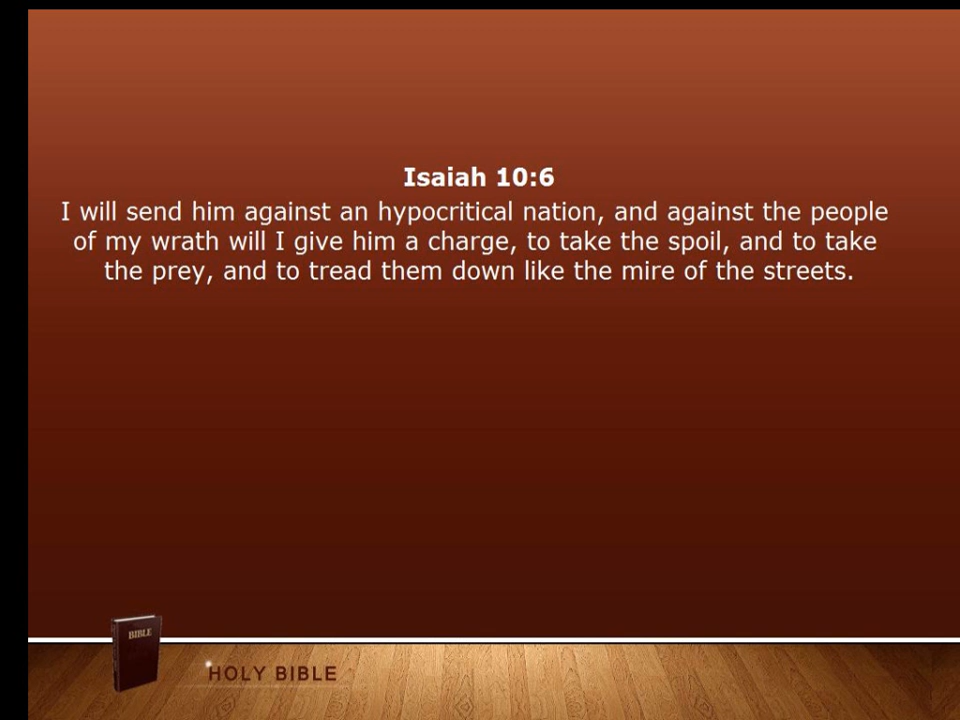 Isaiah 10:6
I will send him against an hypocritical nation, and against the people
of my wrath will I give him a charge, to take the spoil, and to take
the prey, and to tread them down like the mire of the streets.
BIBLE
HOLY BIBLE